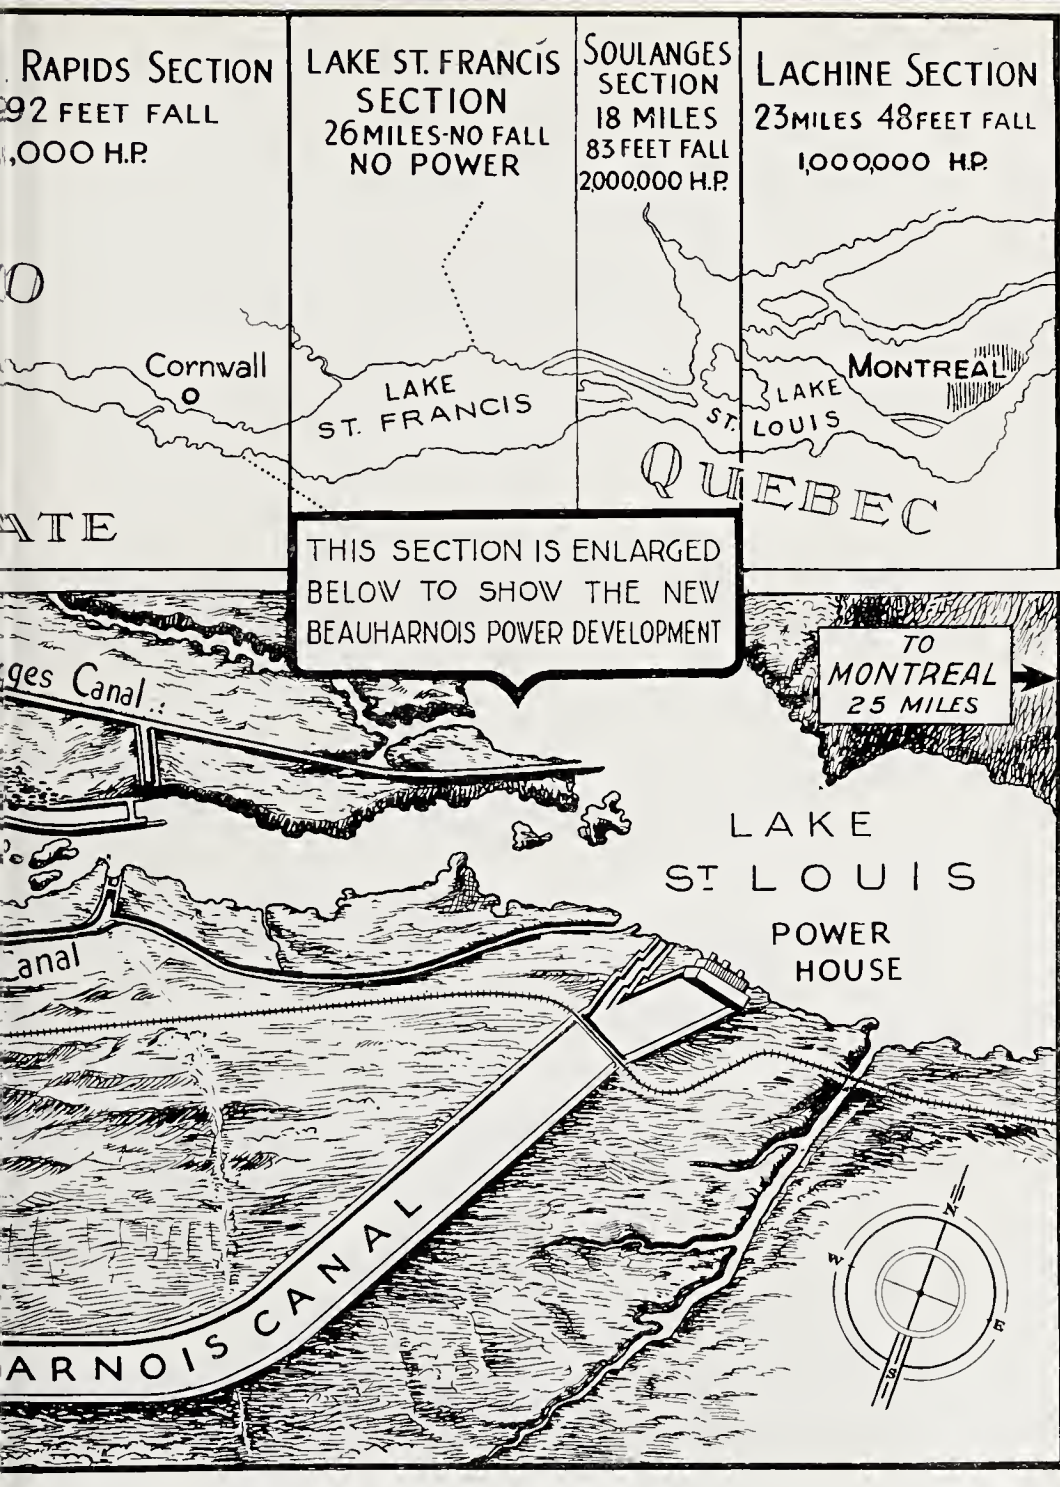 RAPIDS SECTION
92 FEET FALL
,000 H.P.
LAKE ST. FRANCIS
SECTION
26 MILES-NO FALL
NO POWER
SOULANGES
SECTION
18 MILES
83 FEET FALL
2,000,000 H.P.
LACHINE SECTION
23 MILES 48 FEET FALL
1,000,000 H.P.
O
Cornwall
LAKE
ST. FRANCIS
MONTREAL
LAKE
ST. LOUIS
QUEBEC
ATE
THIS SECTION IS ENLARGED
BELOW TO SHOW THE NEW
BEAUHARNOIS POWER DEVELOPMENT
TO
MONTREAL
25 MILES
ges Canal
LAKE
ST LOUIS
POWER
HOUSE
anal
ARNOIS CANAL
N
W
E
S